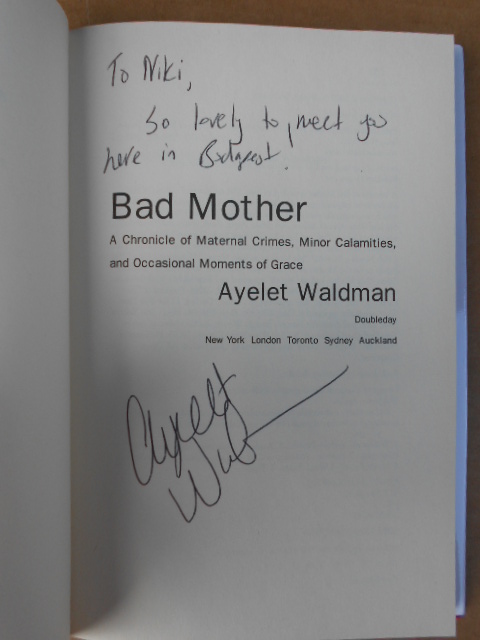 To Niki,
So lovely to meet you
here in Budapest.
Bad Mother
A Chronicle of Maternal Crimes, Minor Calamities,
and Occasional Moments of Grace
Ayelet Waldman
Doubleday
New York London Toronto Sydney Auckland
Ayelet
W